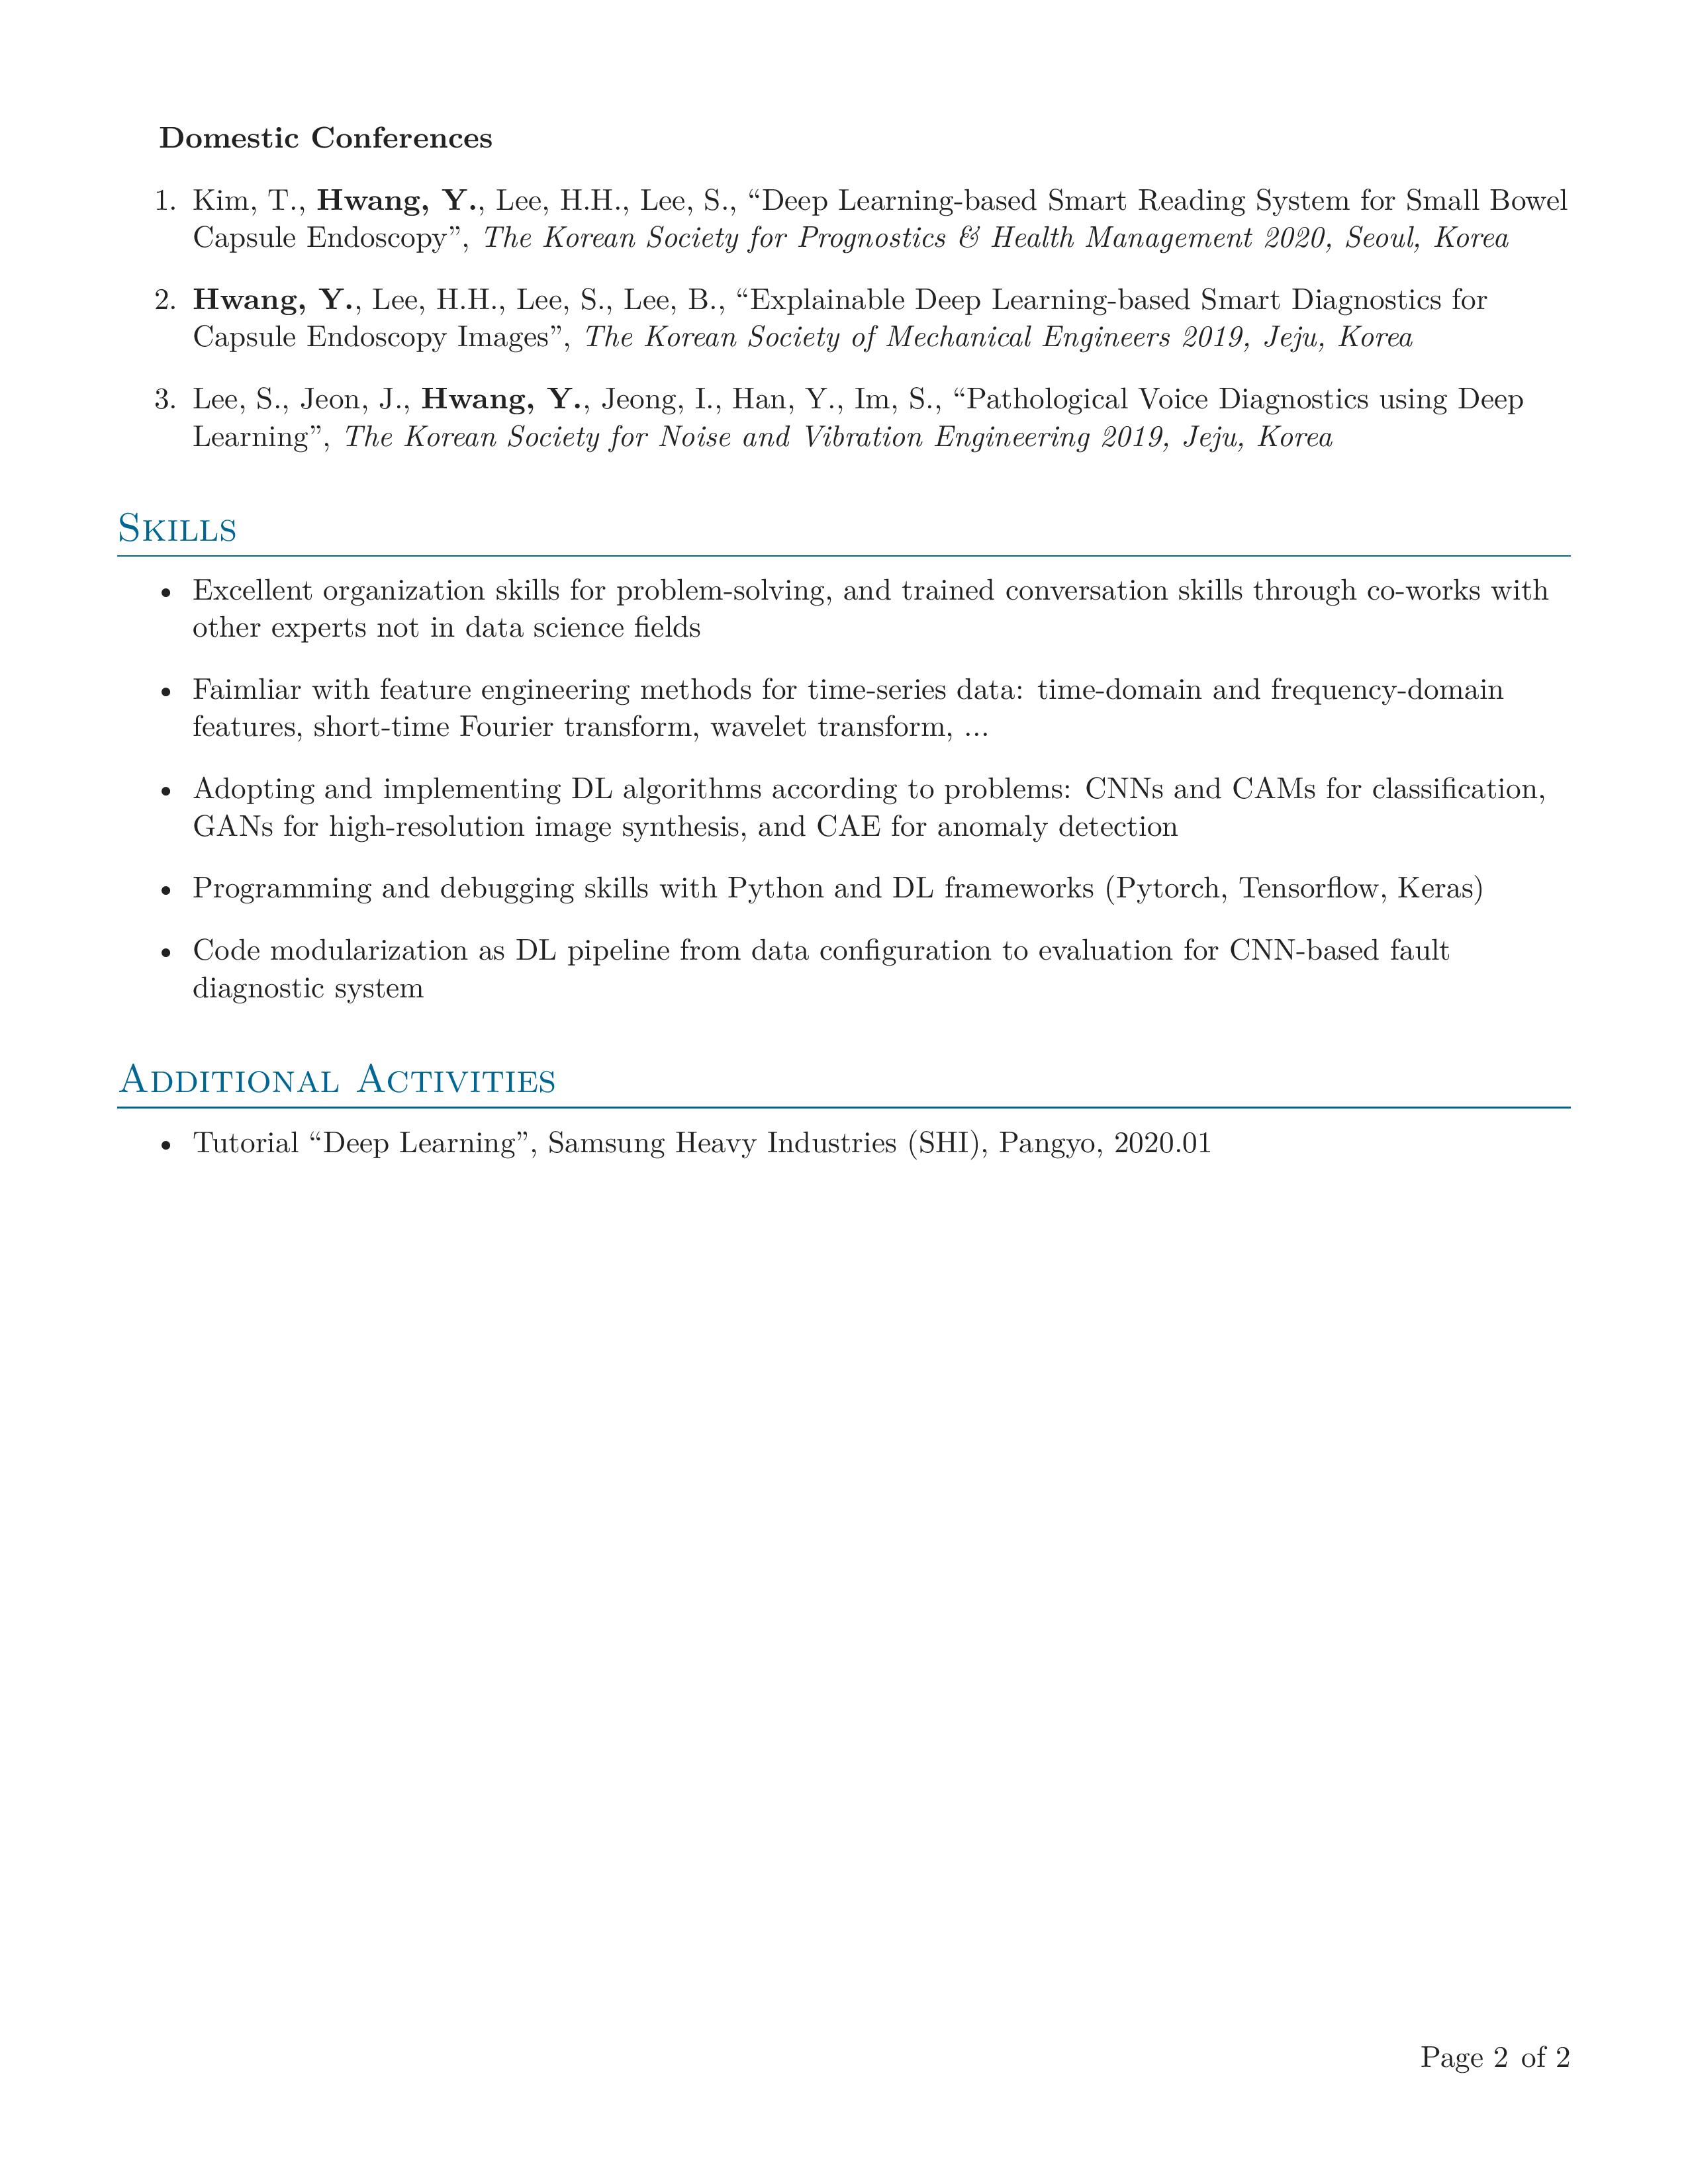 Domestic Conferences
1. Kim, T., Hwang, Y., Lee, H.H., Lee, S., “Deep Learning-based Smart Reading System for Small Bowel
Capsule Endoscopy”, The Korean Society for Prognostics & Health Management 2020, Seoul, Korea
2. Hwang, Y., Lee, H.H., Lee, S., Lee, B., “Explainable Deep Learning-based Smart Diagnostics for
Capsule Endoscopy Images”, The Korean Society of Mechanical Engineers 2019, Jeju, Korea
3. Lee, S., Jeon, J., Hwang, Y., Jeong, I., Han, Y., Im, S., “Pathological Voice Diagnostics using Deep
Learning”, The Korean Society for Noise and Vibration Engineering 2019, Jeju, Korea
Skills
• Excellent organization skills for problem-solving, and trained conversation skills through co-works with
other experts not in data science fields
• Faimliar with feature engineering methods for time-series data: time-domain and frequency-domain
features, short-time Fourier transform, wavelet transform, ...
• Adopting and implementing DL algorithms according to problems: CNNs and CAMs for classification,
GANs for high-resolution image synthesis, and CAE for anomaly detection
• Programming and debugging skills with Python and DL frameworks (Pytorch, Tensorflow, Keras)
• Code modularization as DL pipeline from data configuration to evaluation for CNN-based fault
diagnostic system
Additional Activities
• Tutorial “Deep Learning”, Samsung Heavy Industries (SHI), Pangyo, 2020.01
Page 2 of 2